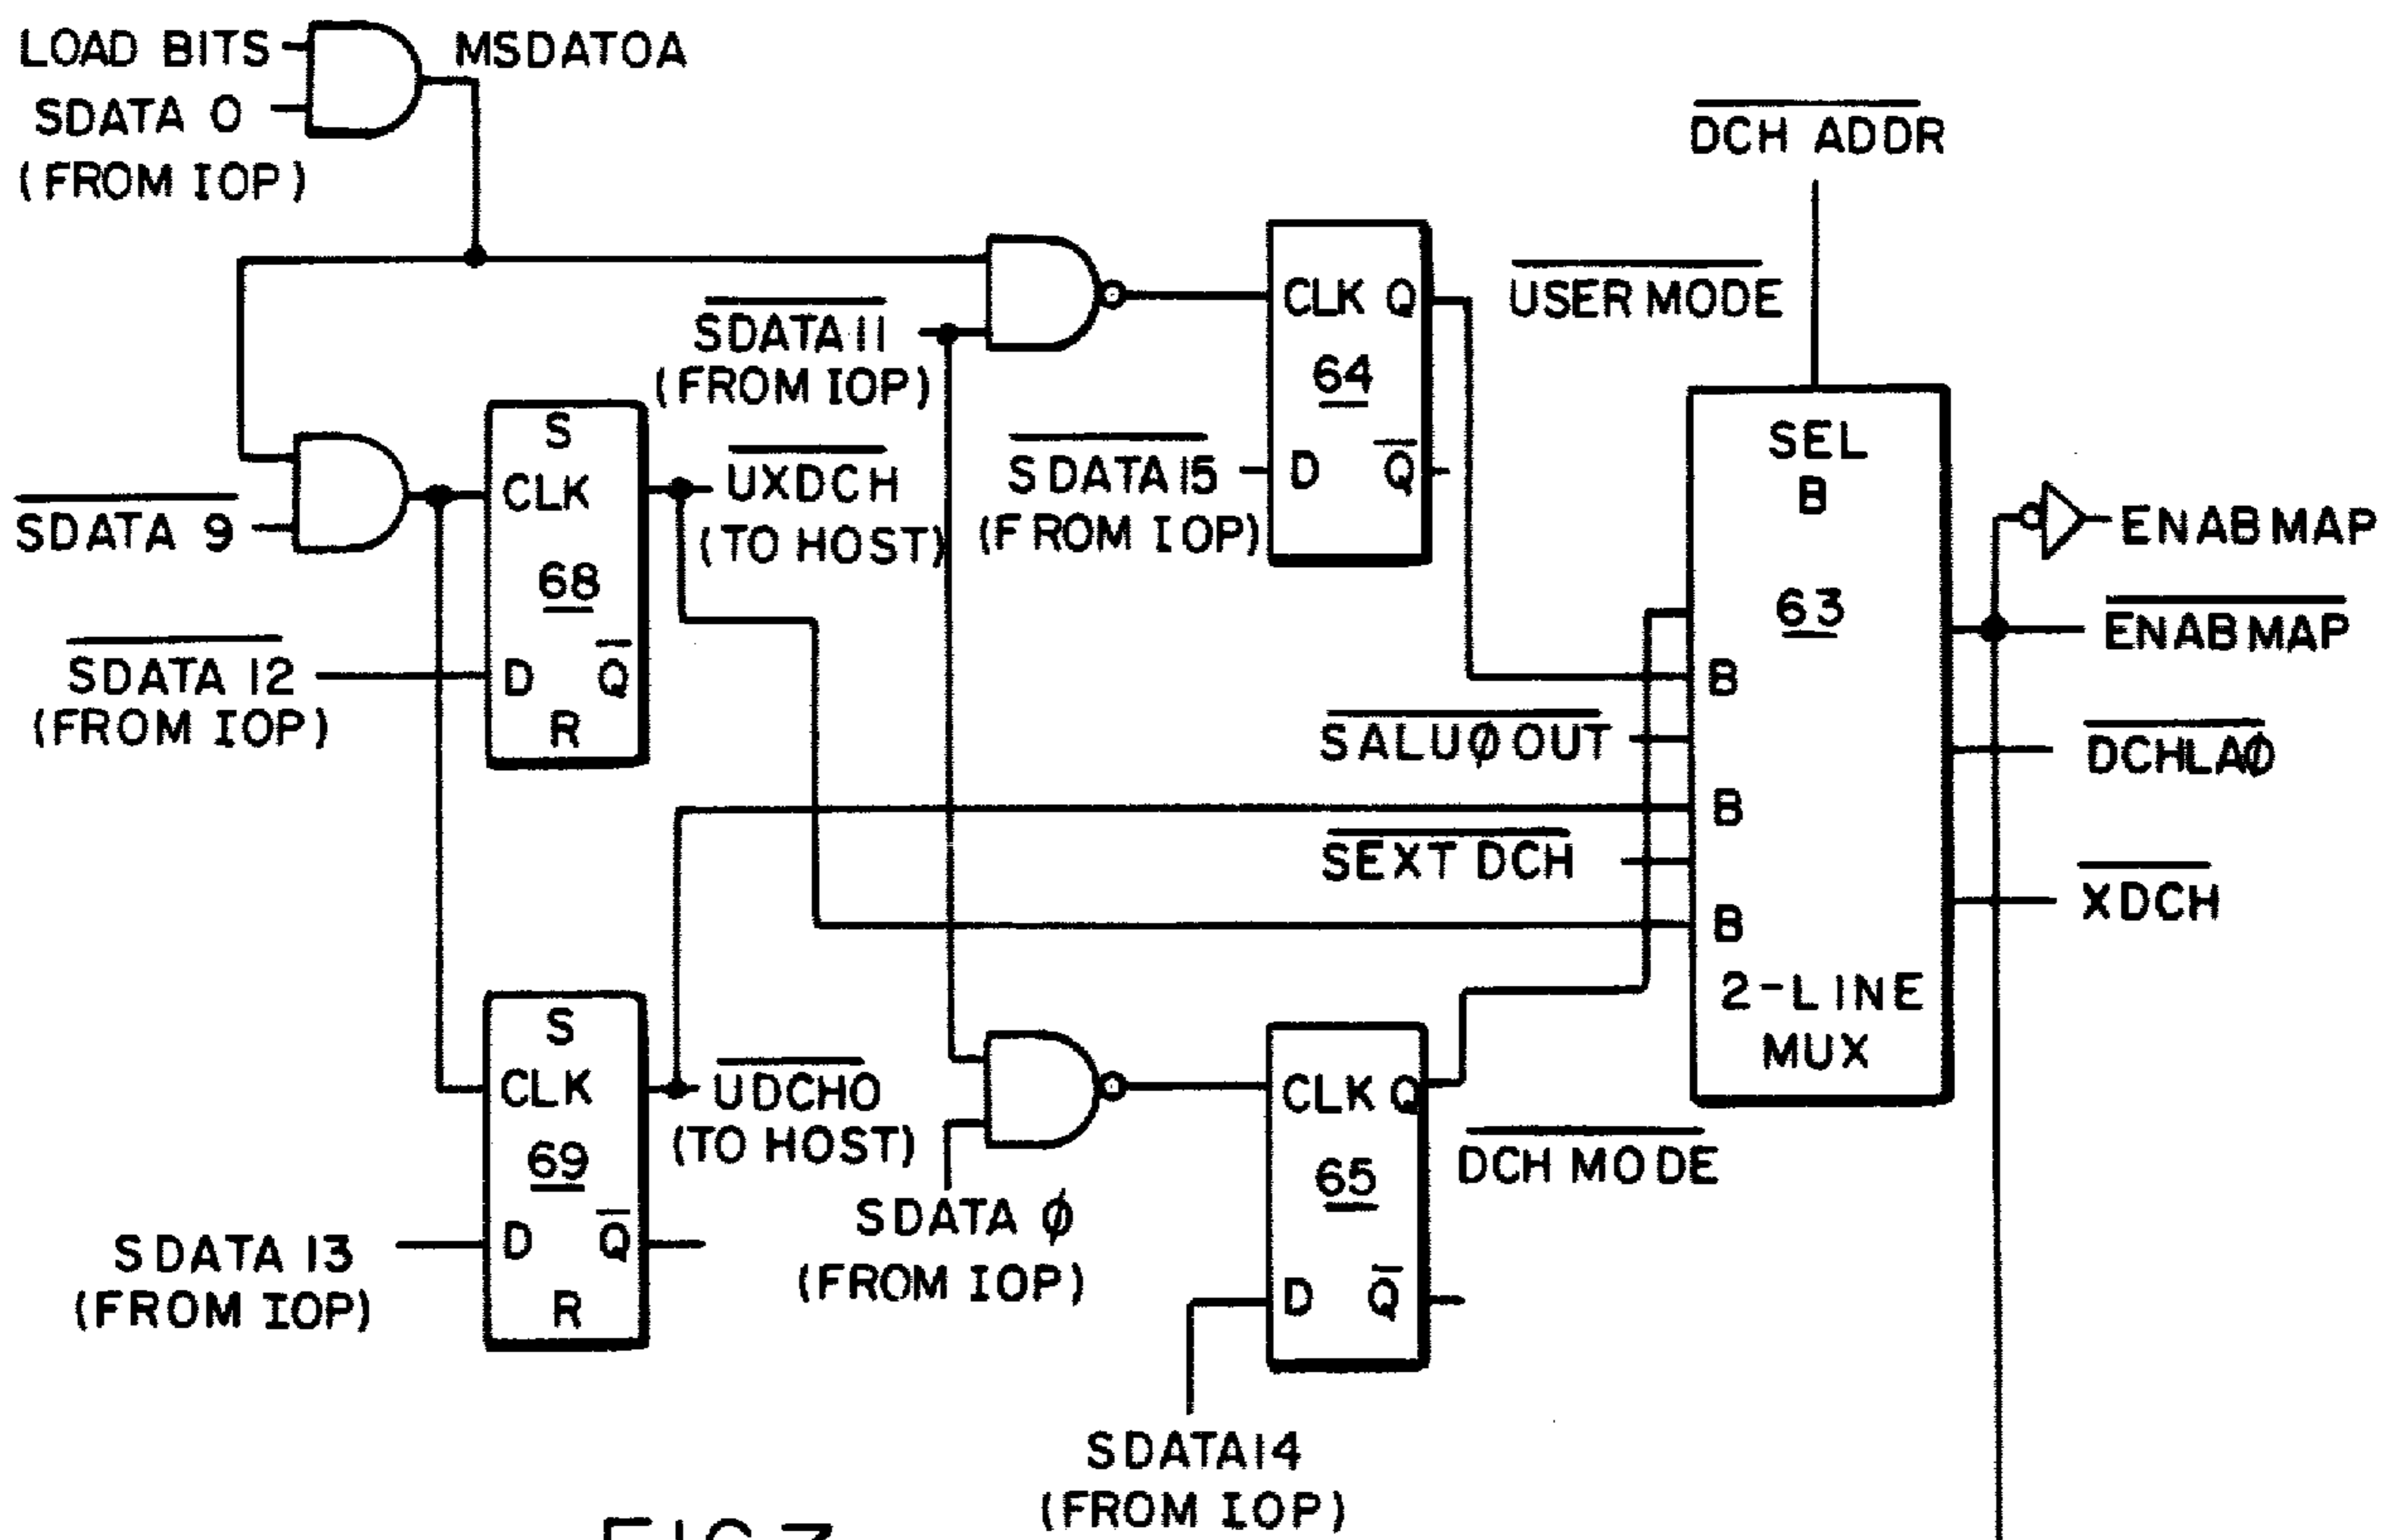 LOAD BITS
MSDATOA
SDATA 0
(FROM IOP)
DCH ADDR
USER MODE
SDATA 11
(FROM IOP)
CLK Q
64
SDATA 15
(FROM IOP)
D Q
S
CLK
68
D Q
R
UXDCH
(TO HOST)
SDATA 9
SDATA 12
(FROM IOP)
SEL
B
63
B
B
B
2-LINE
MUX
ENAB MAP
ENAB MAP
SALUØ OUT
DCHLAØ
SEXT DCH
XDCH
S
CLK
69
D Q
R
UDCHO
(TO HOST)
SDATA 13
(FROM IOP)
SDATA Ø
(FROM IOP)
CLK Q
65
D Q
DCH MODE
SDATA 14
(FROM IOP)